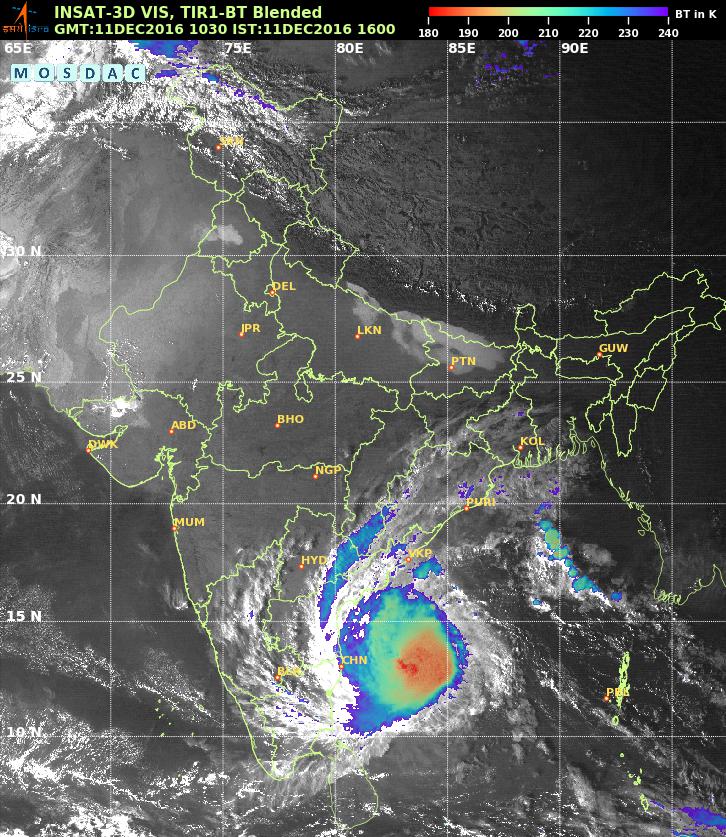 INSAT-3D VIS, TIR1-BT Blended
GMT:11DEC2016 1030 IST:11DEC2016 1600
BT in K
180 190 200 210 220 230 240
65E 75E 80E 85E 90E
MOSDAC
SRN
30 N
DEL
JPR LKN GUW
PTN
25 N
ABD BHO
DWK KOL
NGP
20 N PURI
MUM
HYD VKP
15 N
CHN
PBL
10 N